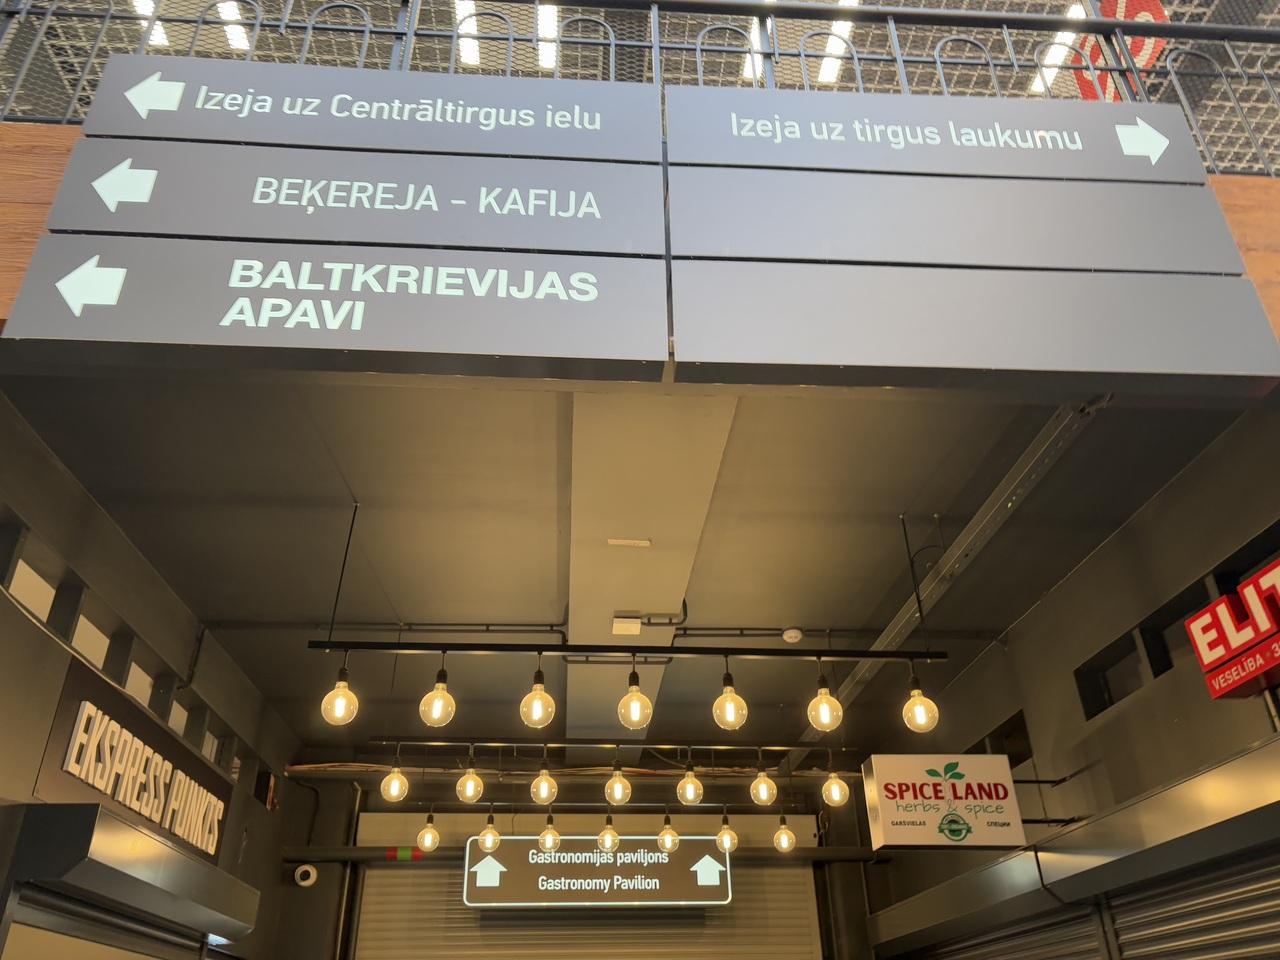 Izeja uz Centrāltirgus ielu
Izeja uz tirgus laukumu
BEĶEREJA - KAFIJA
BALTKRIEVIJAS
APAVI
ELIT
VESELĪBA
EKSPRESS PUNKTS
SPICE LAND
herbs & spice
GARŠVIELAS
СПЕЦИИ
Gastronomijas paviljons
Gastronomy Pavilion